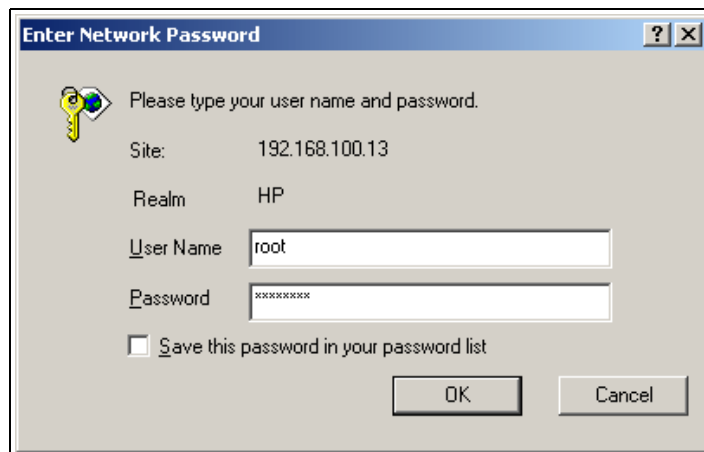 Enter Network Password
Please type your user name and password.
Site: 192.168.100.13
Realm HP
User Name root
Password ××××××××
Save this password in your password list
OK Cancel